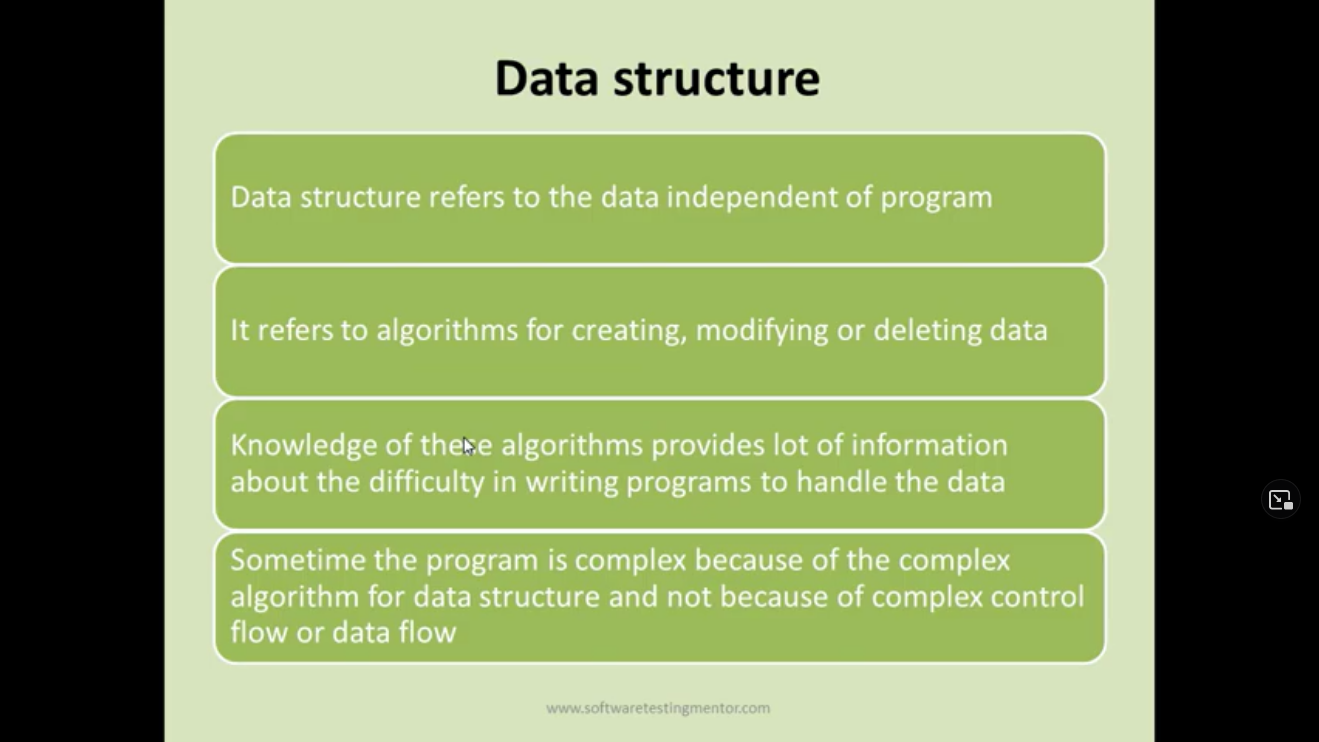 Data structure
Data structure refers to the data independent of program
It refers to algorithms for creating, modifying or deleting data
Knowledge of these algorithms provides lot of information
about the difficulty in writing programs to handle the data
Sometime the program is complex because of the complex
algorithm for data structure and not because of complex control
flow or data flow
www.softwaretestingmentor.com